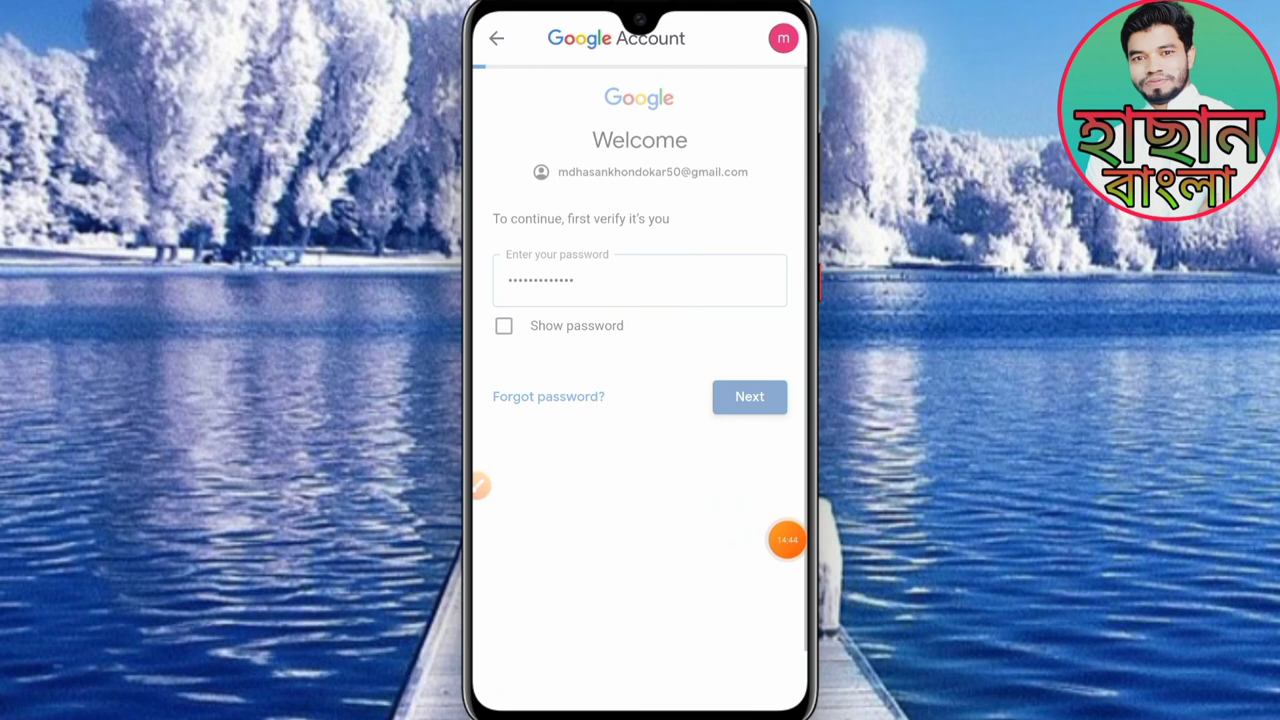 Google Account
m
Google
Welcome
mdhasankhondokar50@gmail.com
To continue, first verify it's you
Enter your password
•••••••••••••
Show password
Forgot password?
Next
14:44
হাছান
বাংলা